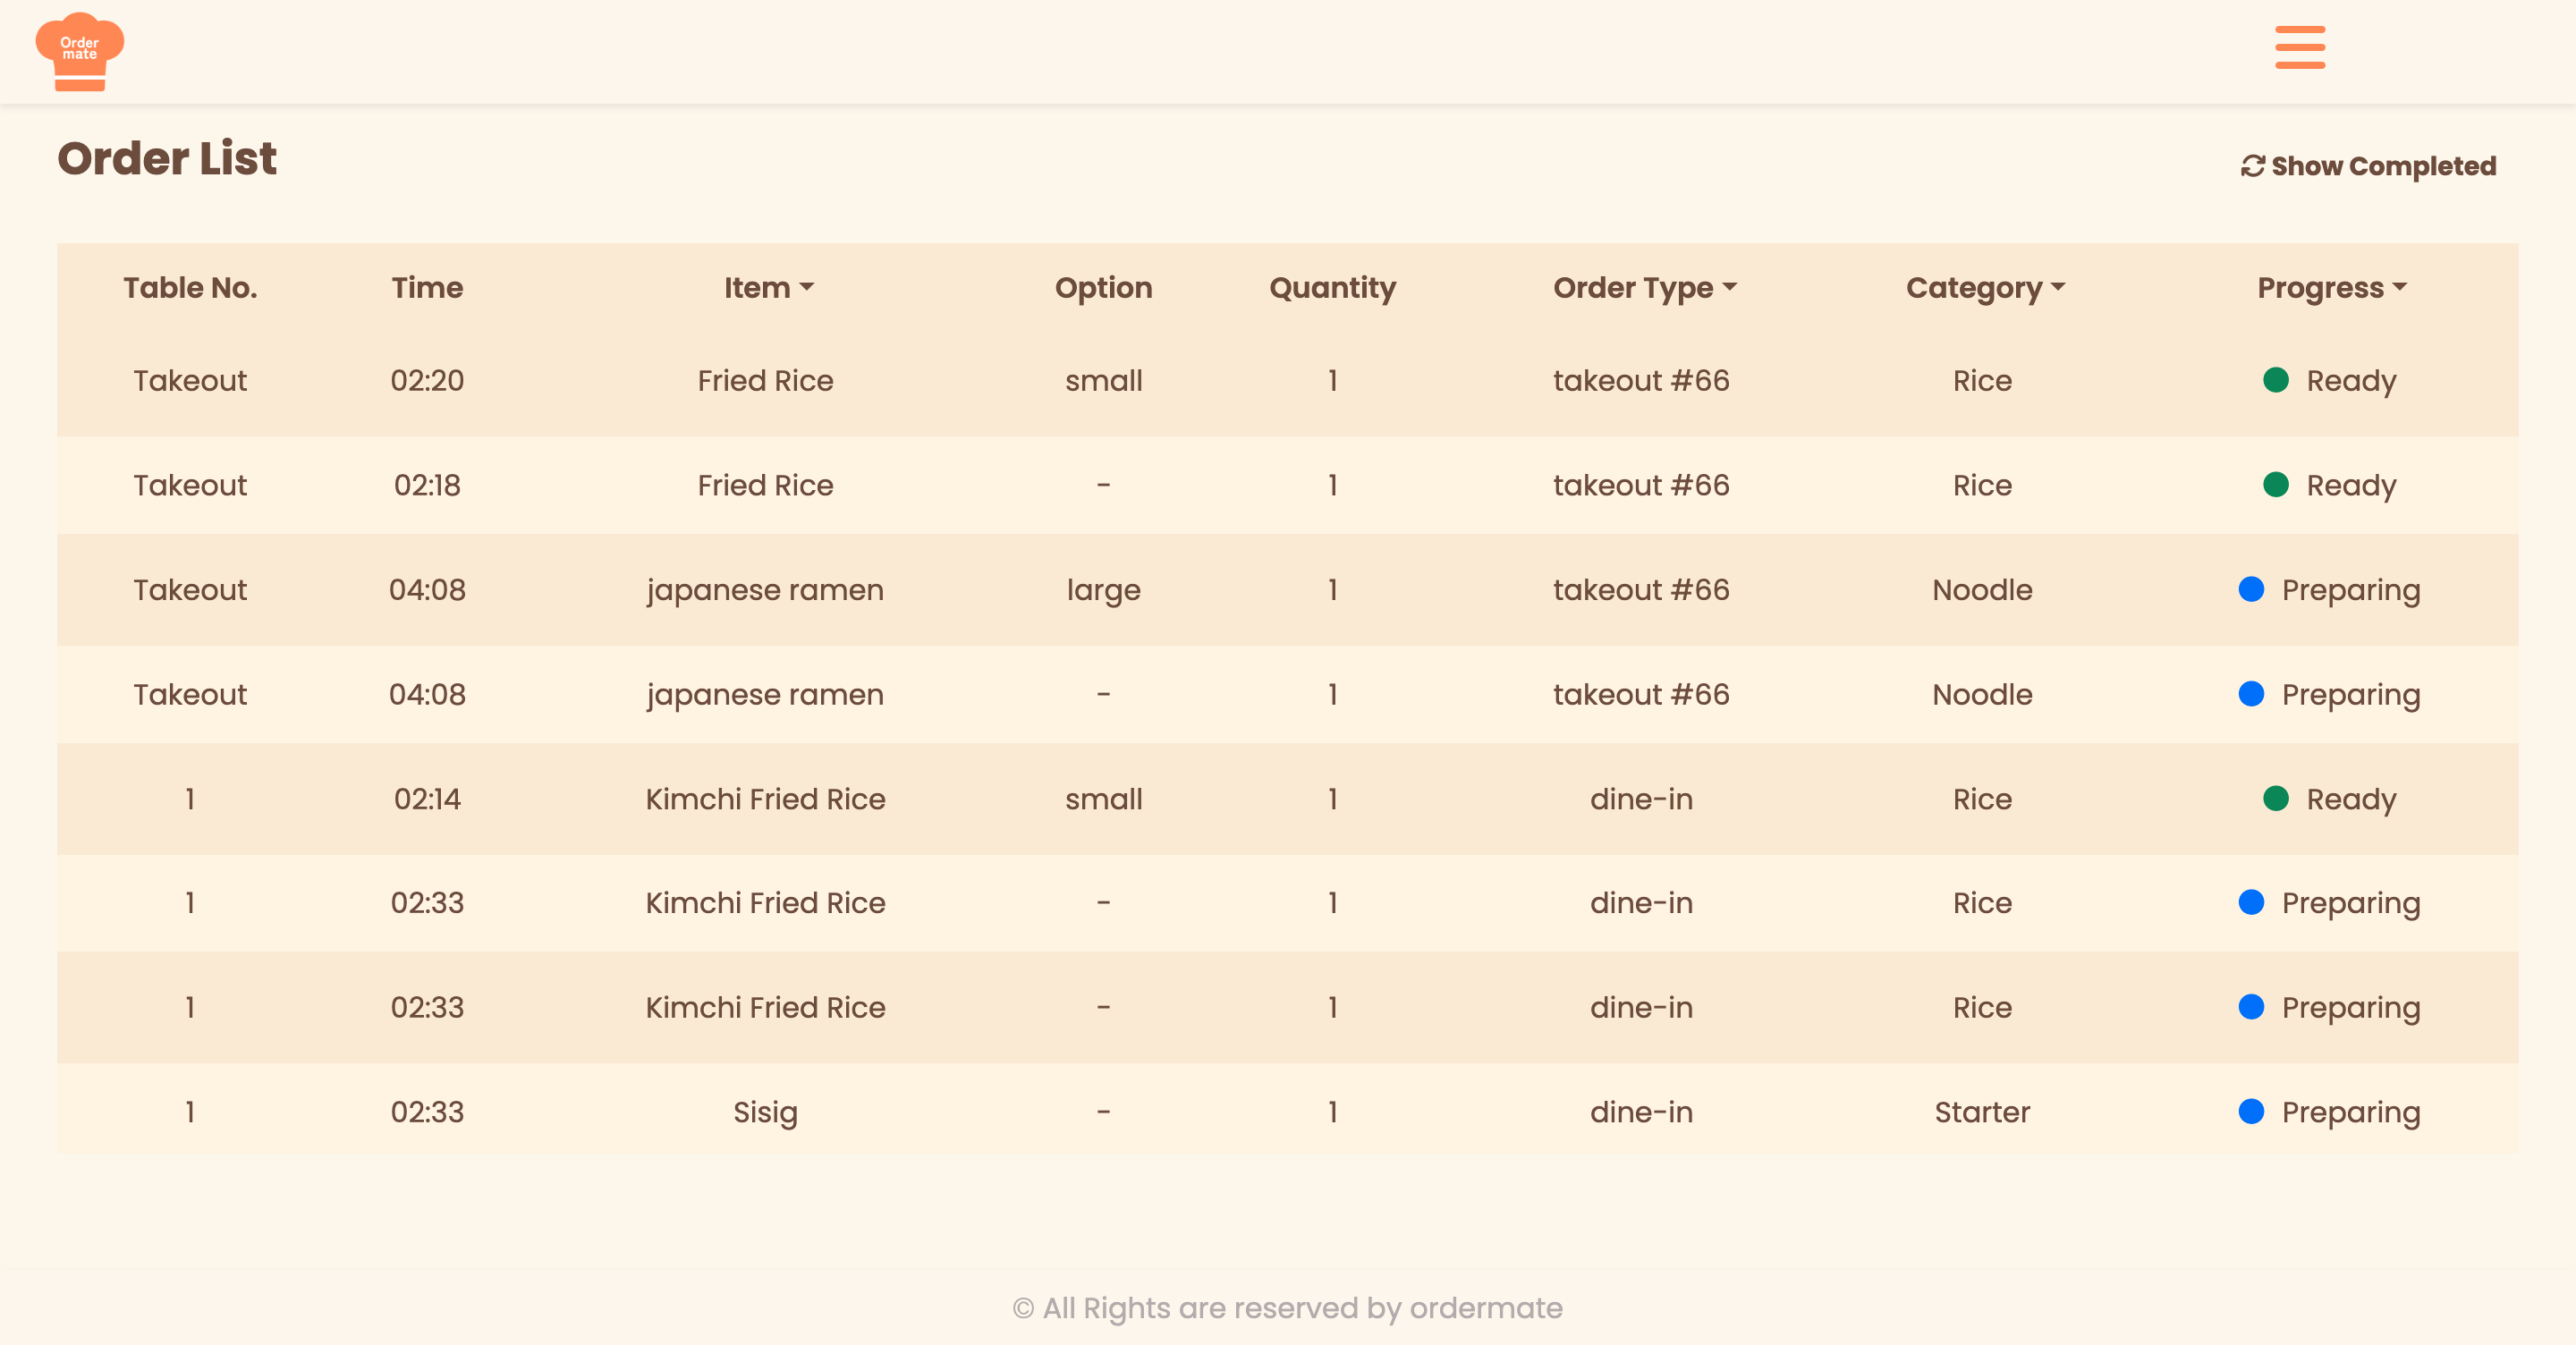 Order
mate
Order List
Show Completed
Table No. Time Item Option Quantity Order Type Category Progress
Takeout 02:20 Fried Rice small 1 takeout #66 Rice Ready
Takeout 02:18 Fried Rice - 1 takeout #66 Rice Ready
Takeout 04:08 japanese ramen large 1 takeout #66 Noodle Preparing
Takeout 04:08 japanese ramen - 1 takeout #66 Noodle Preparing
1 02:14 Kimchi Fried Rice small 1 dine-in Rice Ready
1 02:33 Kimchi Fried Rice - 1 dine-in Rice Preparing
1 02:33 Kimchi Fried Rice - 1 dine-in Rice Preparing
1 02:33 Sisig - 1 dine-in Starter Preparing
© All Rights are reserved by ordermate